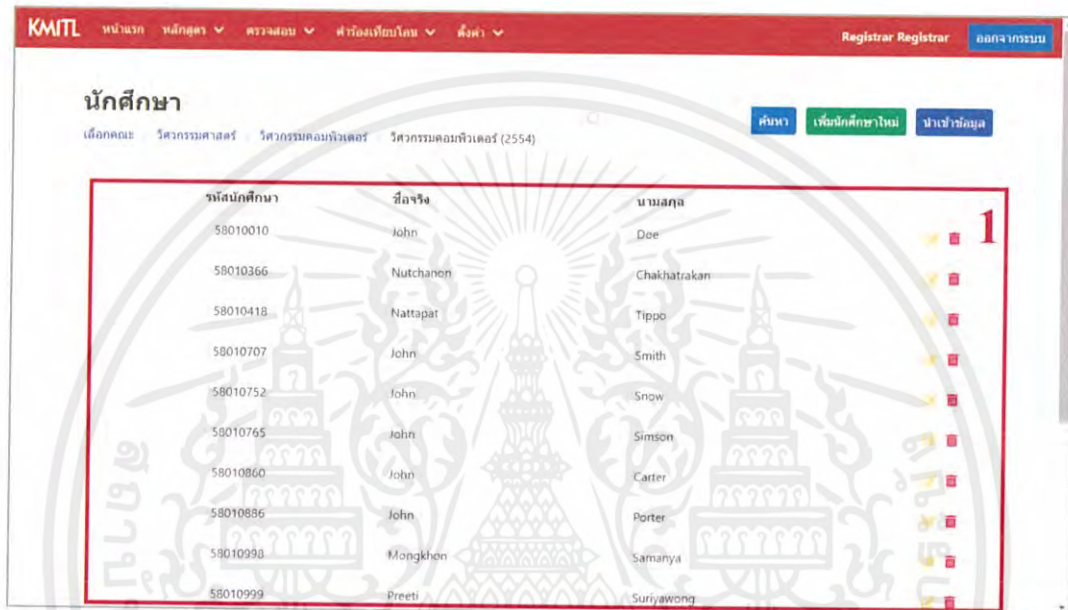 KMITL หน้าแรก หลักสูตร ตรวจสอบ คำร้องเทียบโอน ตั้งค่า Registrar Registrar ออกจากระบบ
นักศึกษา
ค้นหา เพิ่มนักศึกษาใหม่ นำเข้าข้อมูล
เลือกคณะ / วิศวกรรมศาสตร์ / วิศวกรรมคอมพิวเตอร์ / วิศวกรรมคอมพิวเตอร์ (2554)
รหัสนักศึกษา ชื่อจริง นามสกุล
1
58010010 John Doe
58010366 Nutchanon Chakhatrakan
58010418 Nattapat Tippo
58010707 John Smith
58010752 John Snow
58010765 John Simson
58010860 John Carter
58010886 John Porter
58010998 Mongkhon Samanya
58010999 Preeti Suriyawong